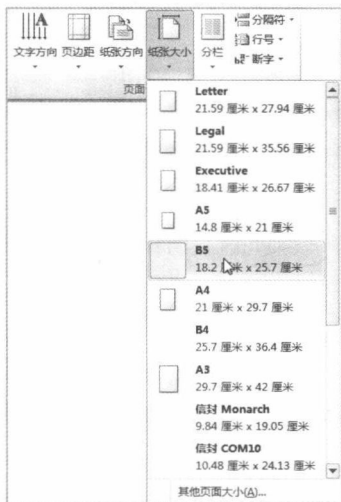 文字方向 页边距 纸张方向 纸张大小 分栏
分隔符
行号
断字
页面
Letter
21.59 厘米 x 27.94 厘米
Legal
21.59 厘米 x 35.56 厘米
Executive
18.41 厘米 x 26.67 厘米
A5
14.8 厘米 x 21 厘米
B5
18.2 厘米 x 25.7 厘米
A4
21 厘米 x 29.7 厘米
B4
25.7 厘米 x 36.4 厘米
A3
29.7 厘米 x 42 厘米
信封 Monarch
9.84 厘米 x 19.05 厘米
信封 COM10
10.48 厘米 x 24.13 厘米
其他页面大小(A)...